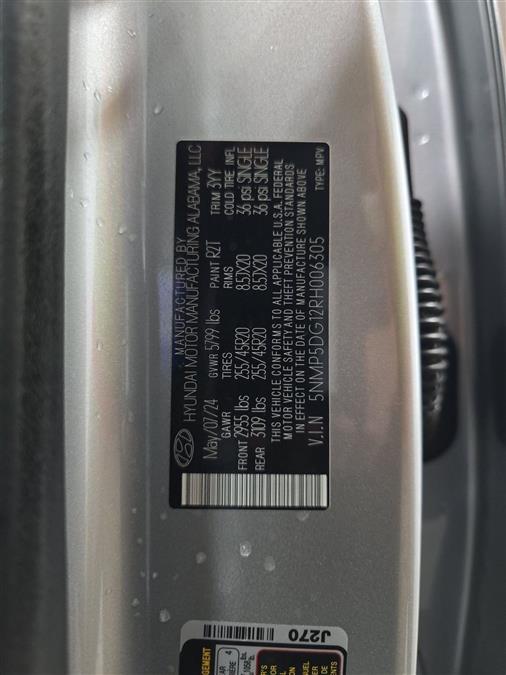 MANUFACTURED BY
HYUNDAI MOTOR MANUFACTURING ALABAMA, LLC
May/07/24 GVWR 5799 lbs PAINT R2T TRIM 3YY
GAWR TIRES RIMS COLD TIRE INFL
FRONT 2955 lbs 255/45R20 8.5JX20 36 psi SINGLE
REAR 3109 lbs 255/45R20 8.5JX20 36 psi SINGLE
THIS VEHICLE CONFORMS TO ALL APPLICABLE U.S.A. FEDERAL
MOTOR VEHICLE SAFETY AND THEFT PREVENTION STANDARDS
IN EFFECT ON THE DATE OF MANUFACTURE SHOWN ABOVE
V.I.N 5NMP5DG12RH006305 TYPE: MPV
J270